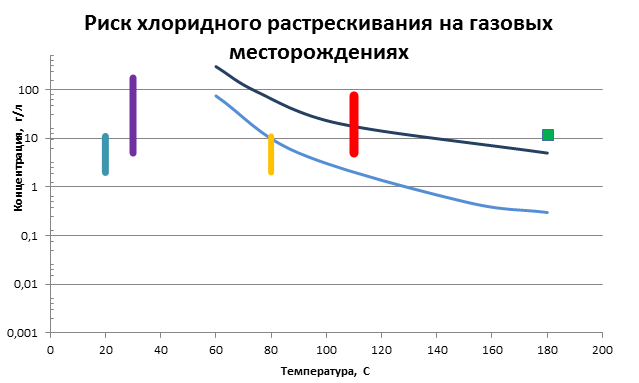 Риск хлоридного растрескивания на газовых
месторождениях
Концентрация, г/л
100
10
1
0,1
0,01
0,001
0 20 40 60 80 100 120 140 160 180 200
Температура, С